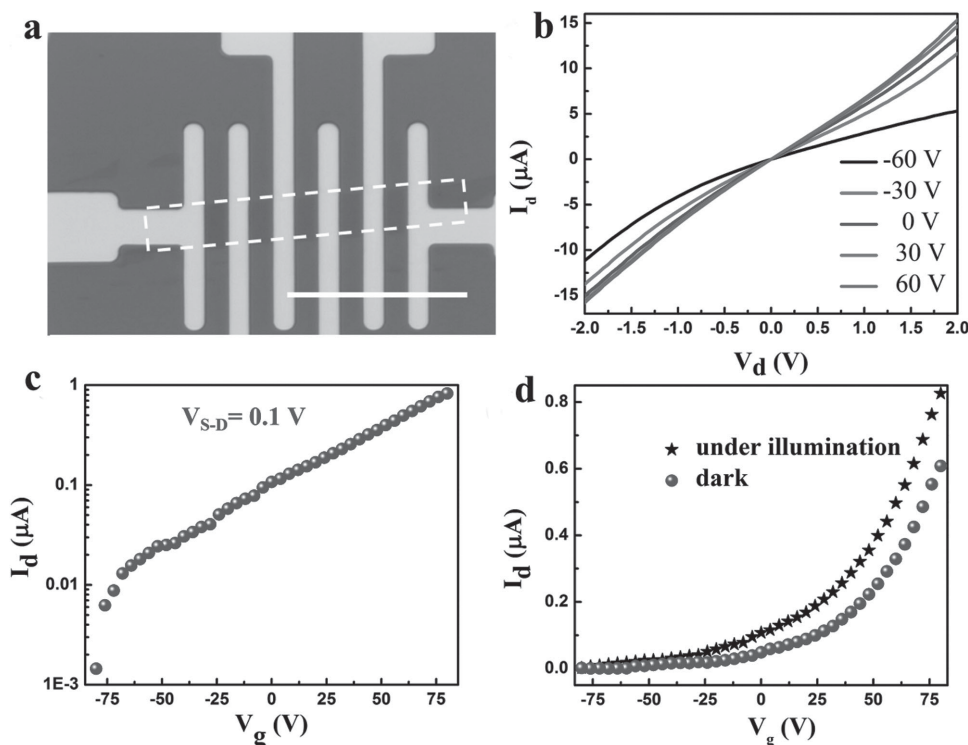 a
b
I_d (μA)
15
10
5
0
-5
-10
-15
-60 V
-30 V
0 V
30 V
60 V
-2.0 -1.5 -1.0 -0.5 0.0 0.5 1.0 1.5 2.0
V_d (V)
c
I_d (μA)
1
0.1
0.01
1E-3
V_S-D= 0.1 V
-75 -50 -25 0 25 50 75
V_g (V)
d
I_d (μA)
0.8
0.6
0.4
0.2
0.0
under illumination
dark
-75 -50 -25 0 25 50 75
V_g (V)